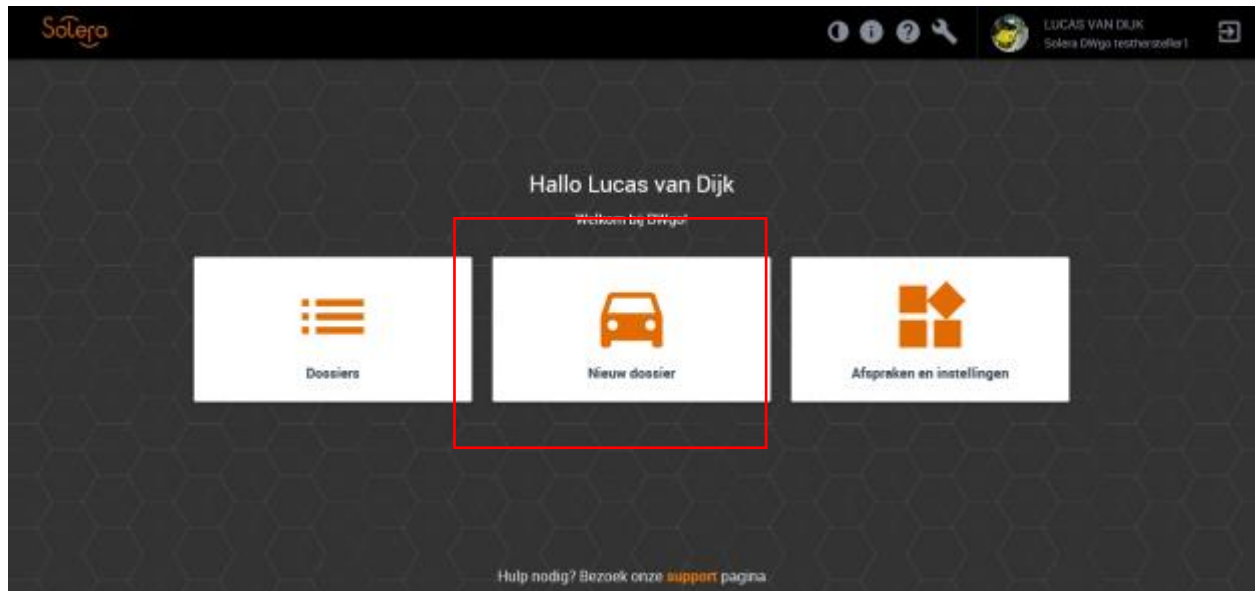 Solera
LUCAS VAN DIJK
Solera DWgo testhersteller1
Hallo Lucas van Dijk
Welkom bij DWgo!
Dossiers
Nieuw dossier
Afspraken en instellingen
Hulp nodig? Bezoek onze support pagina